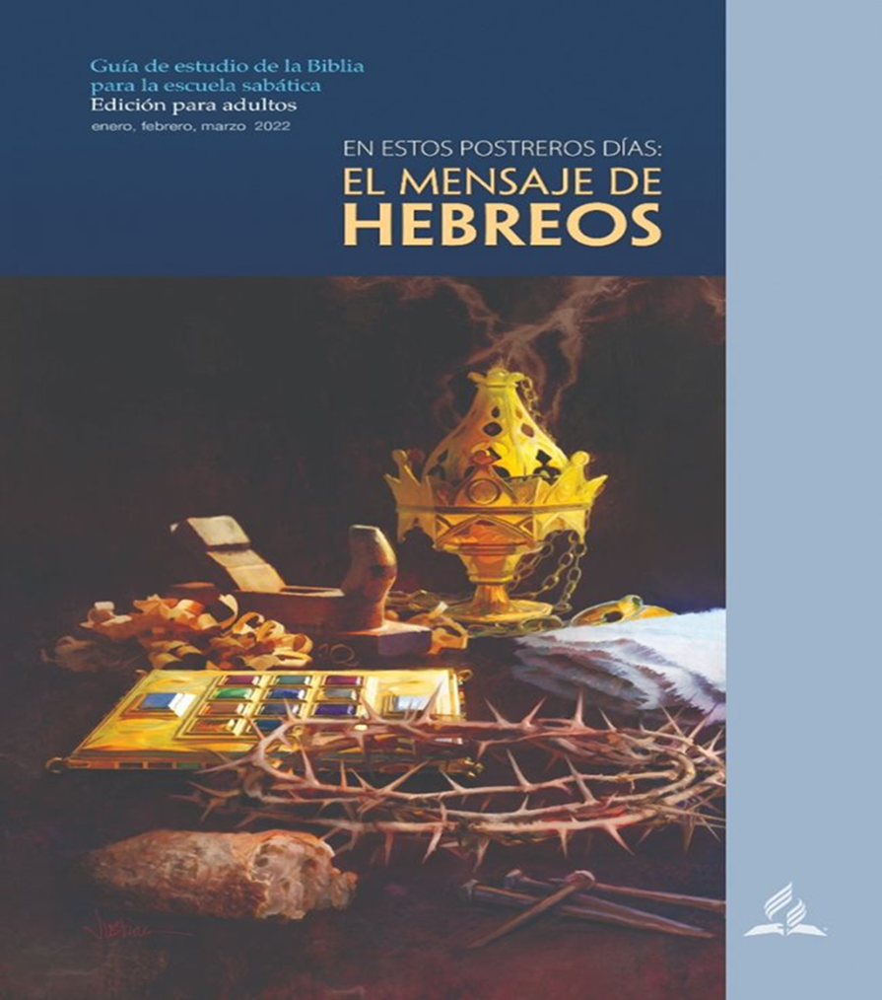 Guía de estudio de la Biblia
para la escuela sabática
Edición para adultos
enero, febrero, marzo 2022
EN ESTOS POSTREROS DÍAS:
EL MENSAJE DE
HEBREOS